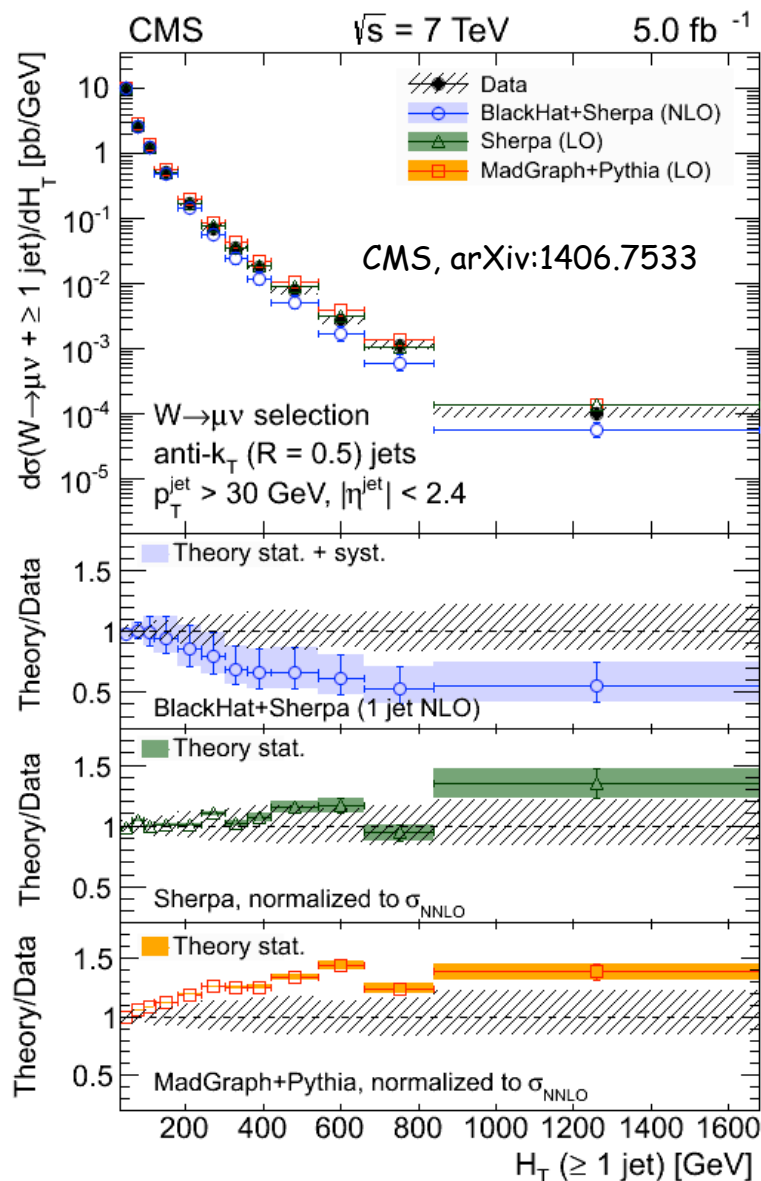 CMS √s = 7 TeV 5.0 fb⁻¹
dσ(W→μν + ≥ 1 jet)/dH_T [pb/GeV]
10
1
10⁻¹
10⁻²
10⁻³
10⁻⁴
10⁻⁵
Data
BlackHat+Sherpa (NLO)
Sherpa (LO)
MadGraph+Pythia (LO)
CMS, arXiv:1406.7533
W→μν selection
anti-k_T (R = 0.5) jets
p_T^jet > 30 GeV, |η^jet| < 2.4
Theory/Data
1.5
1
0.5
Theory stat. + syst.
BlackHat+Sherpa (1 jet NLO)
Theory/Data
1.5
1
0.5
Theory stat.
Sherpa, normalized to σ_NNLO
Theory/Data
1.5
1
0.5
Theory stat.
MadGraph+Pythia, normalized to σ_NNLO
200 400 600 800 1000 1200 1400 1600
H_T (≥ 1 jet) [GeV]